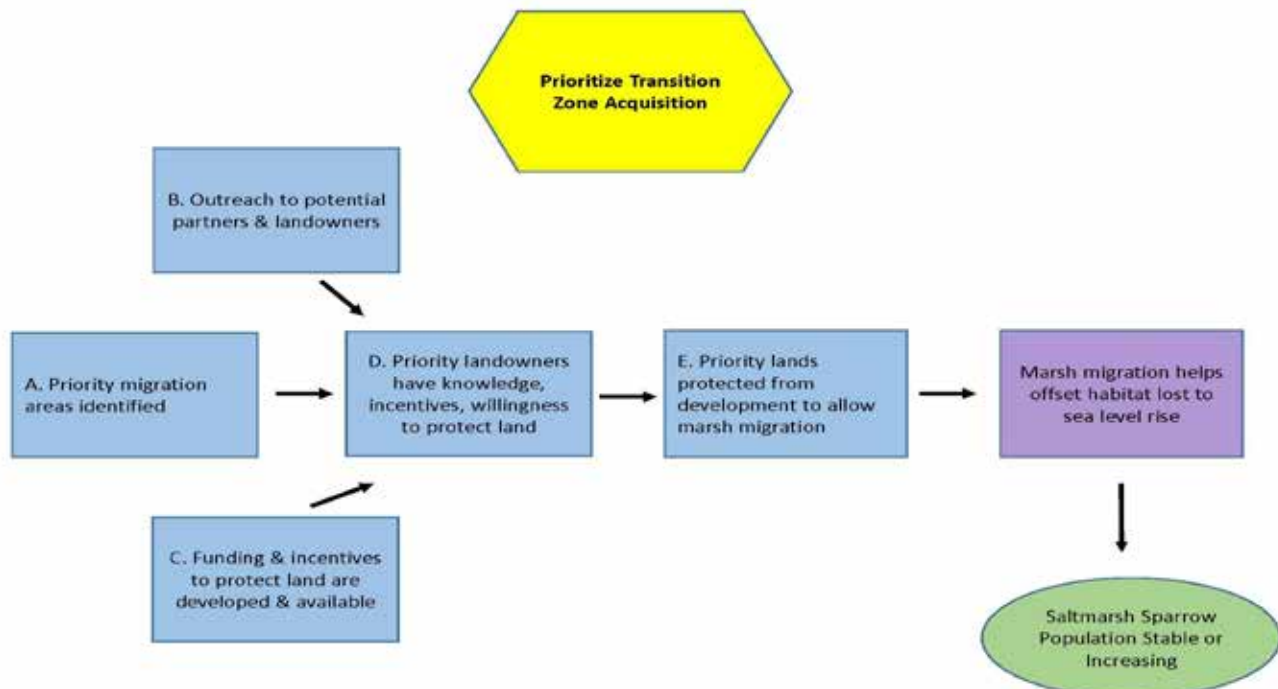 Prioritize Transition
Zone Acquisition
B. Outreach to potential
partners & landowners
A. Priority migration
areas identified
D. Priority landowners
have knowledge,
incentives, willingness
to protect land
E. Priority lands
protected from
development to allow
marsh migration
Marsh migration helps
offset habitat lost to
sea level rise
C. Funding & incentives
to protect land are
developed & available
Saltmarsh Sparrow
Population Stable or
Increasing